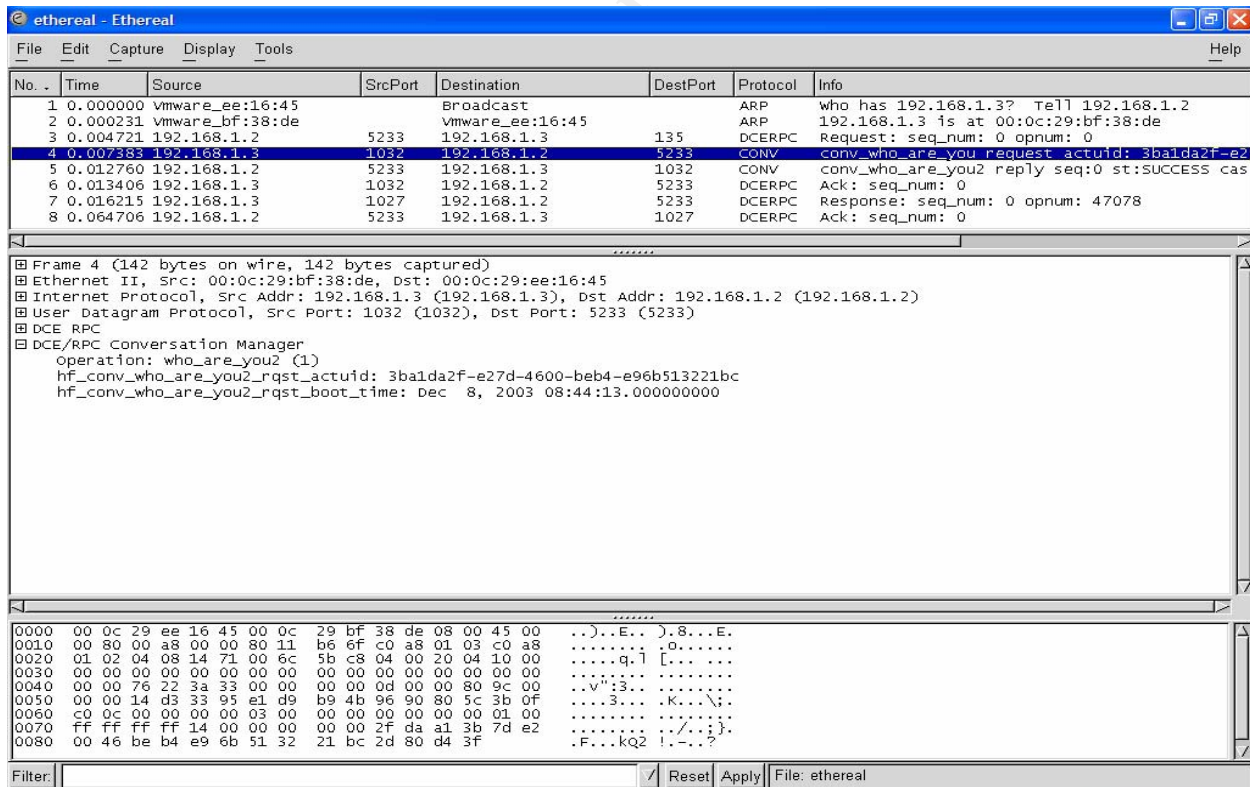 ethereal - Ethereal
File Edit Capture Display Tools Help
No. . Time Source SrcPort Destination DestPort Protocol Info
1 0.000000 Vmware_ee:16:45 Broadcast ARP Who has 192.168.1.3? Tell 192.168.1.2
2 0.000231 Vmware_bf:38:de Vmware_ee:16:45 ARP 192.168.1.3 is at 00:0c:29:bf:38:de
3 0.004721 192.168.1.2 5233 192.168.1.3 135 DCERPC Request: seq_num: 0 opnum: 0
4 0.007383 192.168.1.3 1032 192.168.1.2 5233 CONV conv_who_are_you request actuid: 3ba1da2f-e2
5 0.012760 192.168.1.2 5233 192.168.1.3 1032 CONV conv_who_are_you2 reply seq:0 st:SUCCESS cas
6 0.013406 192.168.1.3 1032 192.168.1.2 5233 DCERPC Ack: seq_num: 0
7 0.016215 192.168.1.3 1027 192.168.1.2 5233 DCERPC Response: seq_num: 0 opnum: 47078
8 0.064706 192.168.1.2 5233 192.168.1.3 1027 DCERPC Ack: seq_num: 0
Frame 4 (142 bytes on wire, 142 bytes captured)
Ethernet II, Src: 00:0c:29:bf:38:de, Dst: 00:0c:29:ee:16:45
Internet Protocol, Src Addr: 192.168.1.3 (192.168.1.3), Dst Addr: 192.168.1.2 (192.168.1.2)
User Datagram Protocol, Src Port: 1032 (1032), Dst Port: 5233 (5233)
DCE RPC
DCE/RPC Conversation Manager
Operation: who_are_you2 (1)
hf_conv_who_are_you2_rqst_actuid: 3ba1da2f-e27d-4600-beb4-e96b513221bc
hf_conv_who_are_you2_rqst_boot_time: Dec 8, 2003 08:44:13.000000000
0000 00 0c 29 ee 16 45 00 0c 29 bf 38 de 08 00 45 00 ..)..E.. ).8...E.
0010 00 80 00 a8 00 00 80 11 b6 6f c0 a8 01 03 c0 a8 ........ .o......
0020 01 02 04 08 14 71 00 6c 5b c8 04 00 20 04 10 00 .....q.l [... ...
0030 00 00 00 00 00 00 00 00 00 00 00 00 00 00 00 00 ........ ........
0040 00 00 76 22 3a 33 00 00 00 00 0d 00 00 80 9c 00 ..v":3.. ........
0050 00 00 14 d3 33 95 e1 d9 b9 4b 96 90 80 5c 3b 0f ....3... .K...\;.
0060 c0 0c 00 00 00 00 03 00 00 00 00 00 00 00 01 00 ........ ........
0070 ff ff ff ff 14 00 00 00 00 00 2f da a1 3b 7d e2 ........ ../..;}.
0080 00 46 be b4 e9 6b 51 32 21 bc 2d 80 d4 3f .F...kQ2 !.-..?
Filter: Reset Apply File: ethereal